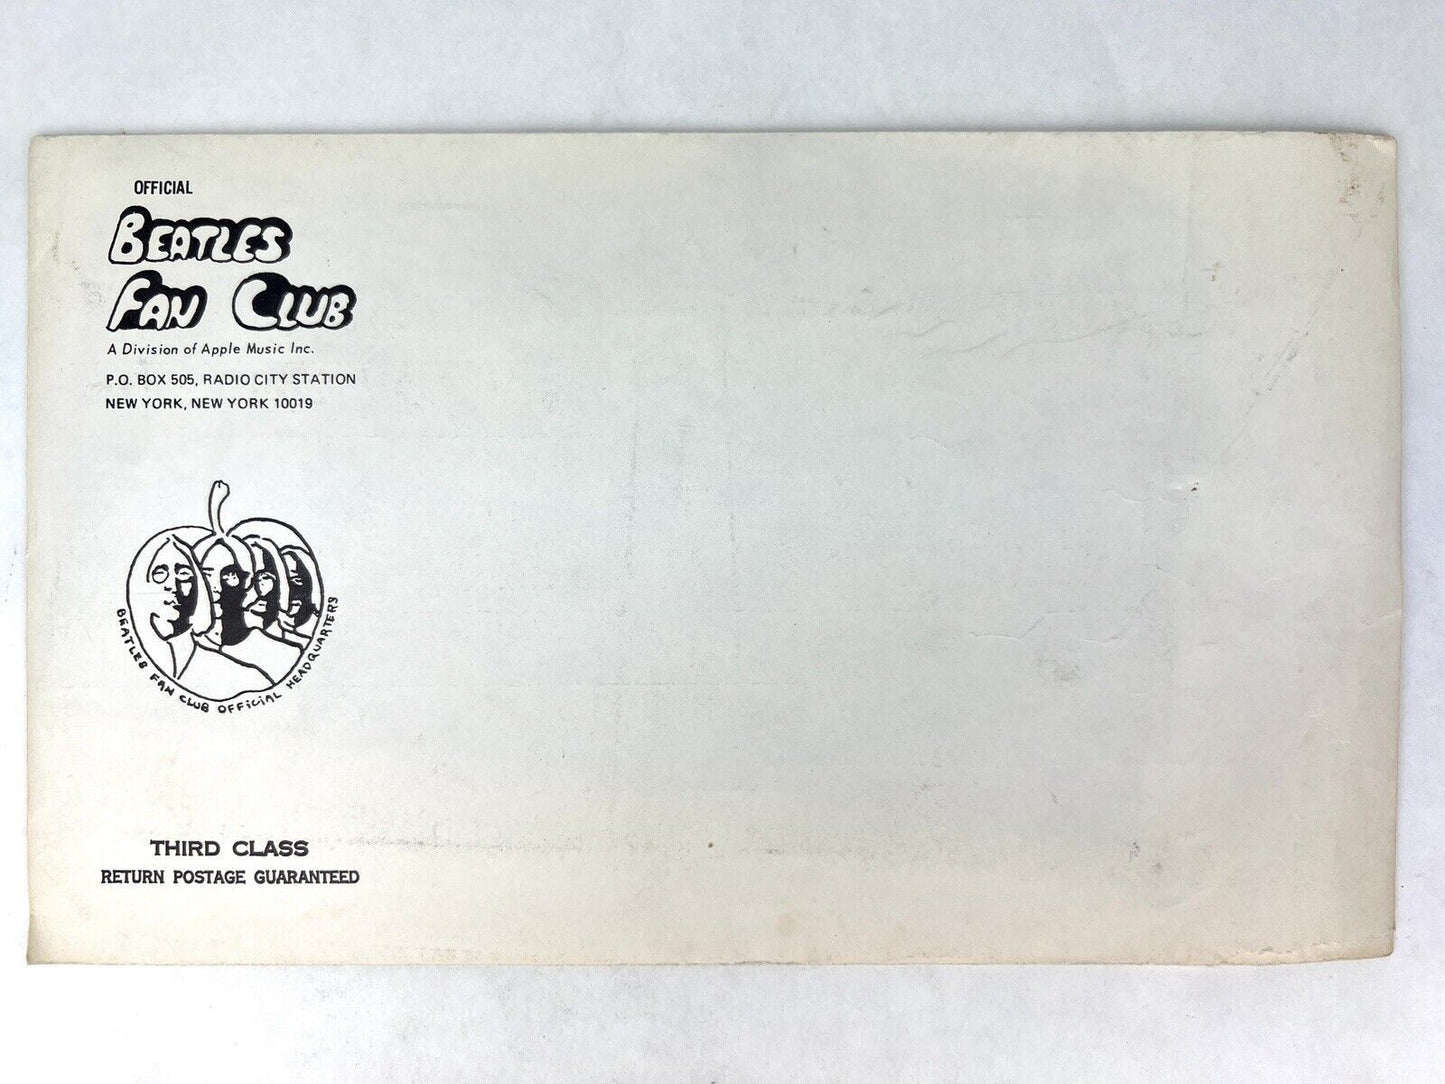 OFFICIAL
BEATLES
FAN CLUB
A Division of Apple Music Inc.
P.O. BOX 505, RADIO CITY STATION
NEW YORK, NEW YORK 10019
BEATLES FAN CLUB OFFiCiAL HEADQUARTERS
THIRD CLASS
RETURN POSTAGE GUARANTEED